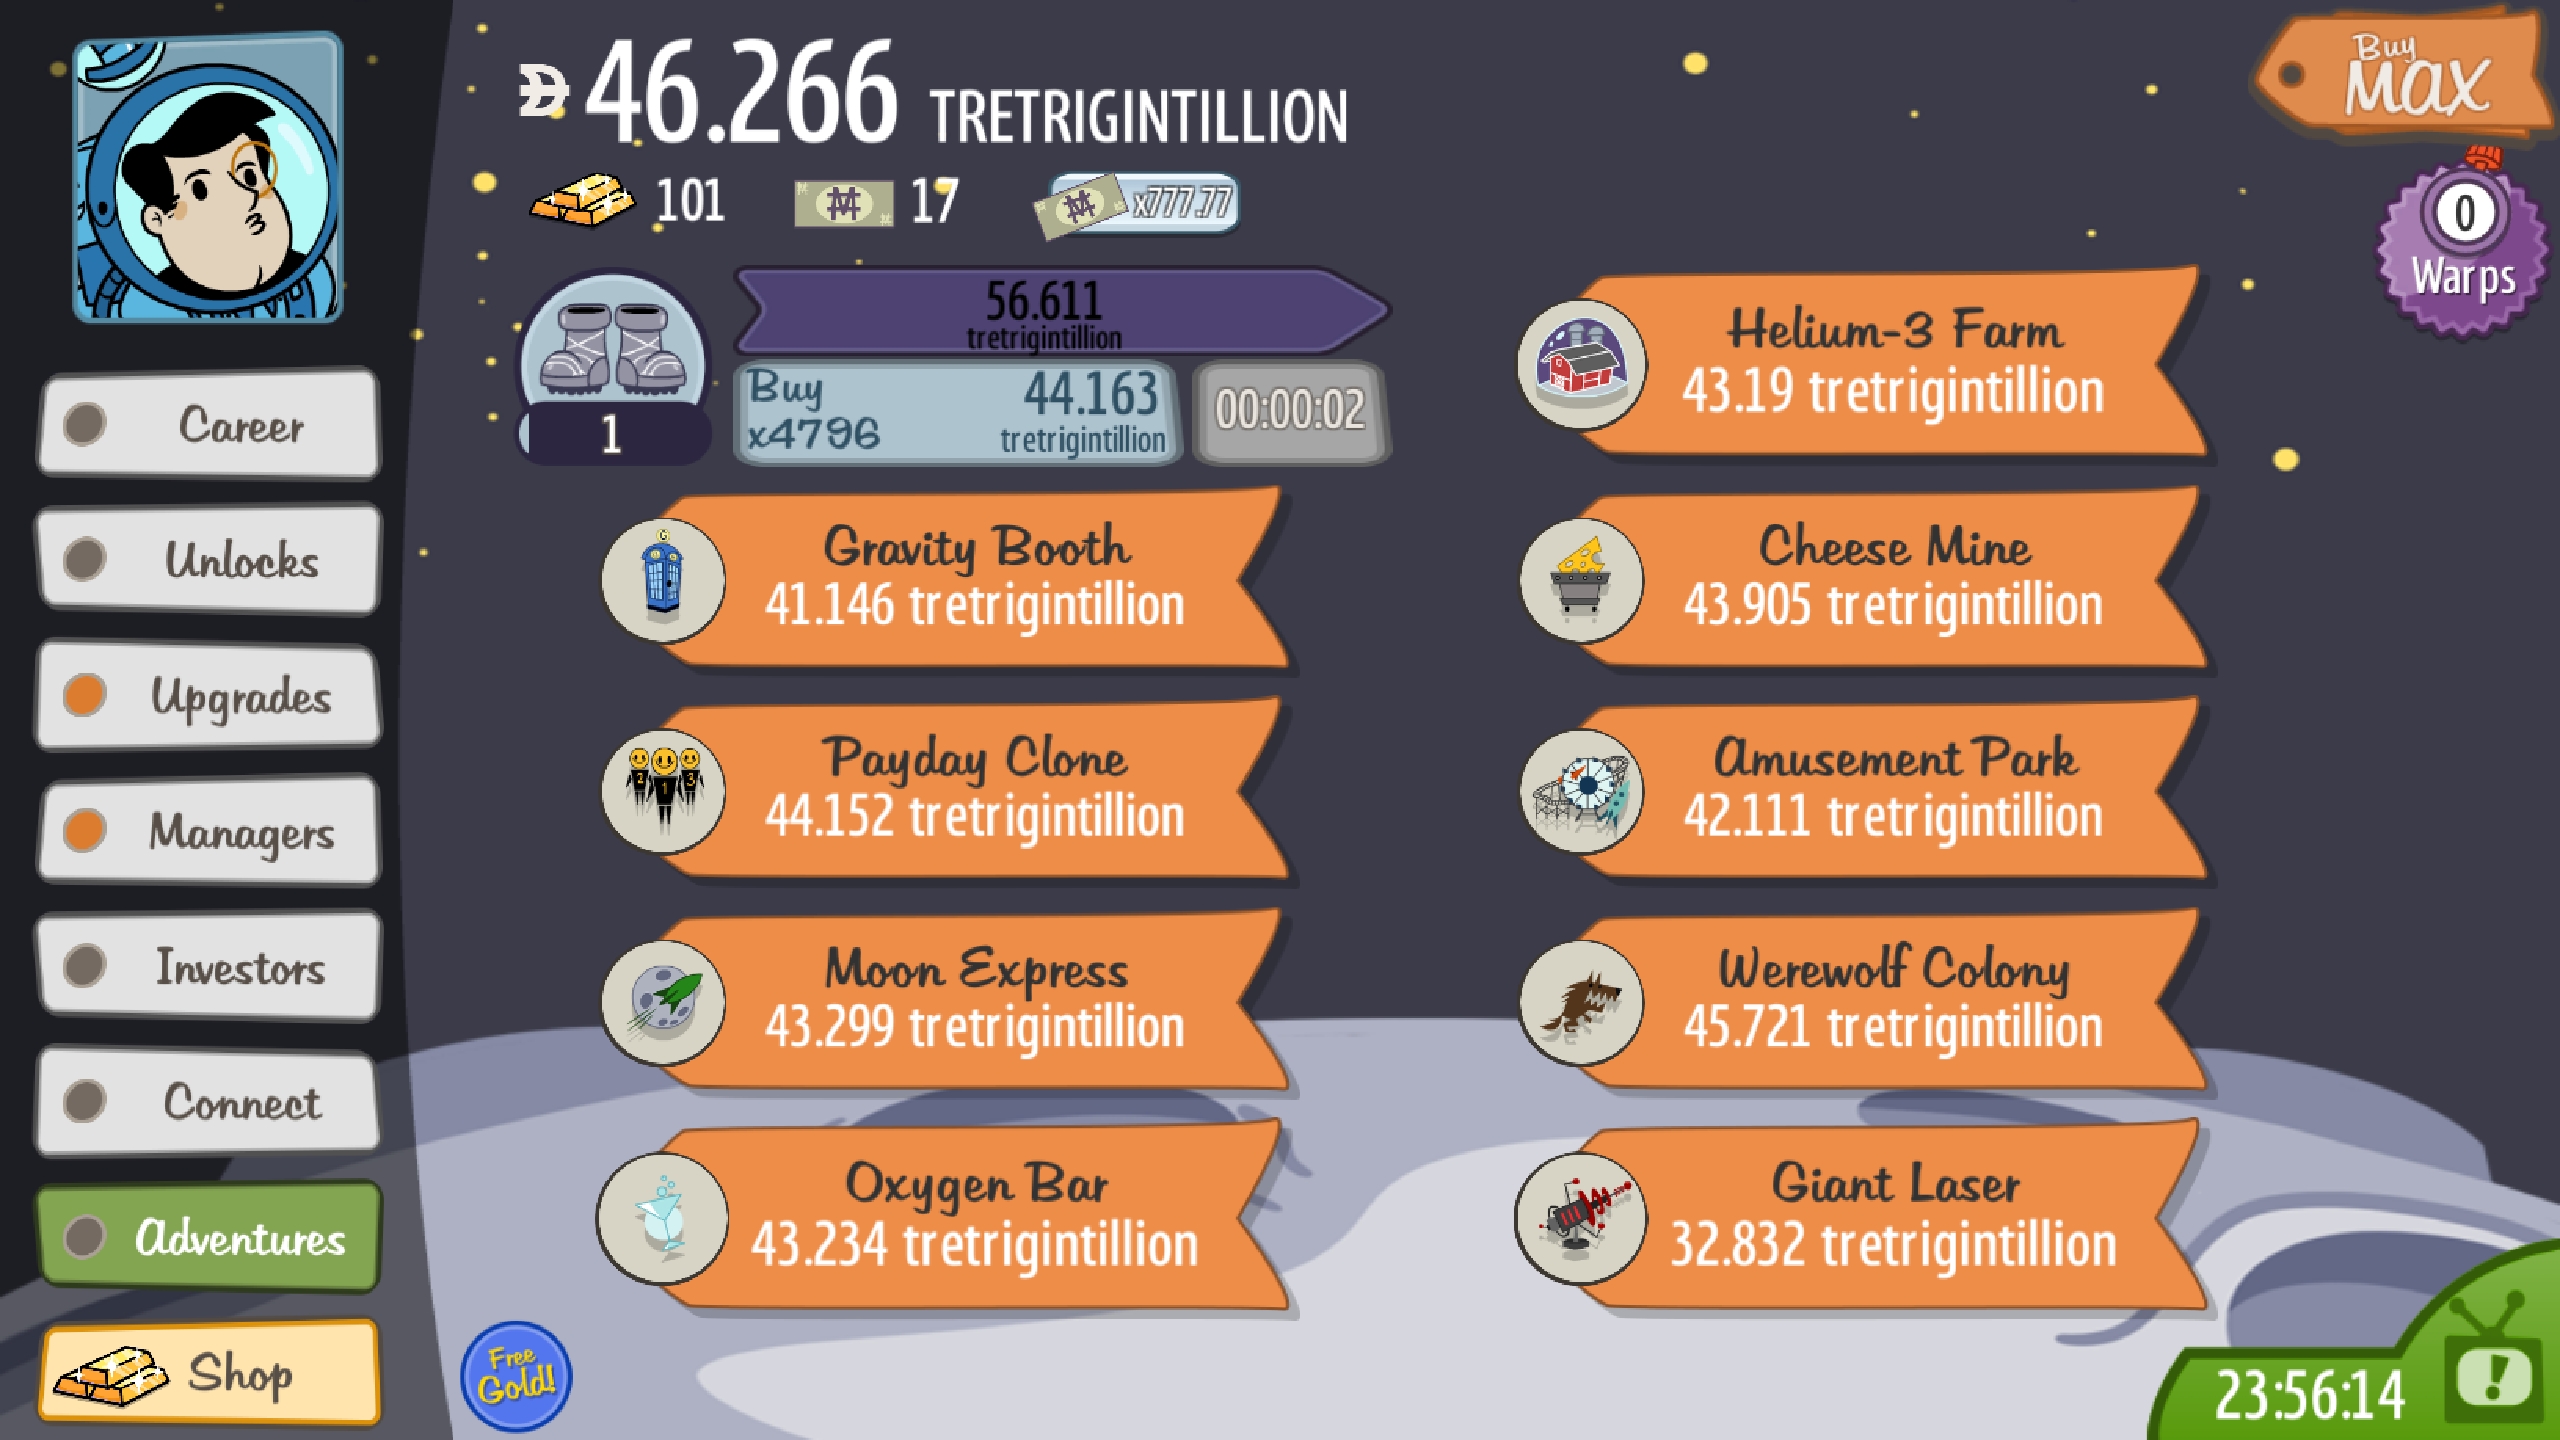 46.266 TRETRIGINTILLION
Buy
MAX
101
17
x777.77
0
Warps
56.611
tretrigintillion
Buy
x4796
44.163
tretrigintillion
00:00:02
1
Helium-3 Farm
43.19 tretrigintillion
Career
Unlocks
Upgrades
Managers
Investors
Connect
Adventures
Shop
Gravity Booth
41.146 tretrigintillion
Cheese Mine
43.905 tretrigintillion
Payday Clone
44.152 tretrigintillion
Amusement Park
42.111 tretrigintillion
Moon Express
43.299 tretrigintillion
Werewolf Colony
45.721 tretrigintillion
Oxygen Bar
43.234 tretrigintillion
Giant Laser
32.832 tretrigintillion
Free
Gold!
23:56:14
!